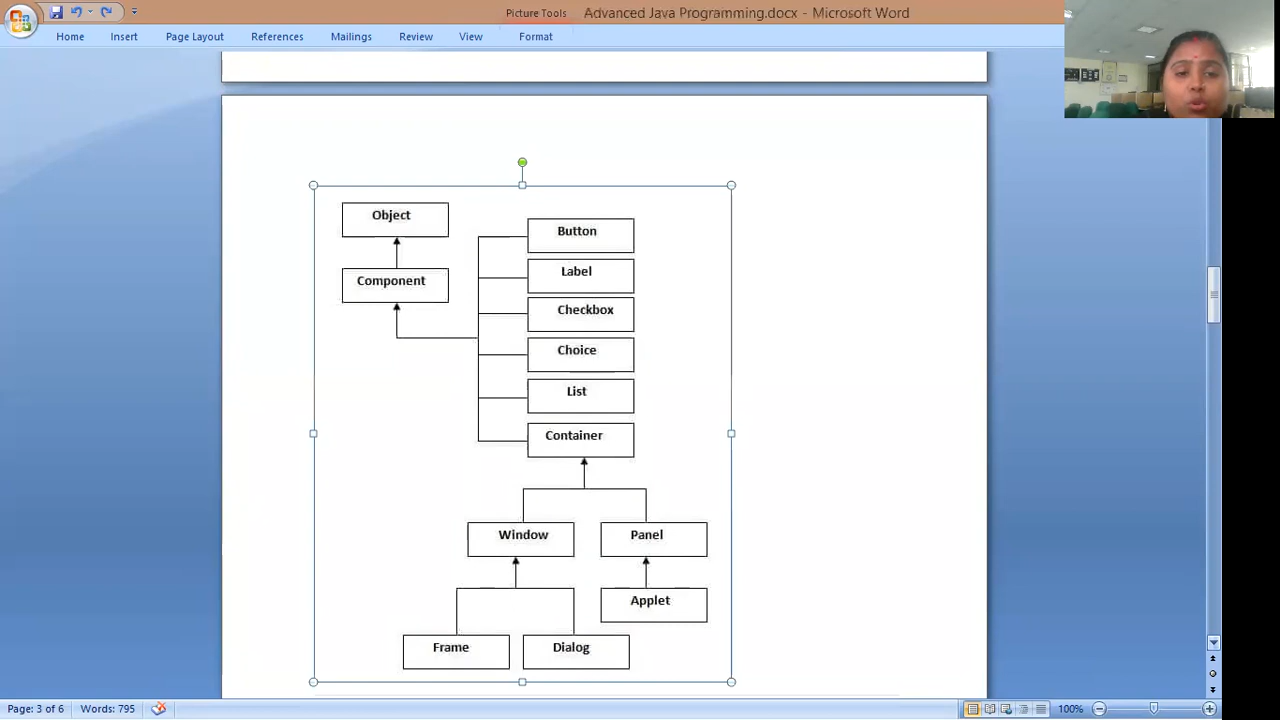 Picture Tools
Advanced Java Programming.docx - Microsoft Word
Home Insert Page Layout References Mailings Review View Format
Object
Component
Button
Label
Checkbox
Choice
List
Container
Window
Panel
Applet
Frame
Dialog
Page: 3 of 6 Words: 795 100%